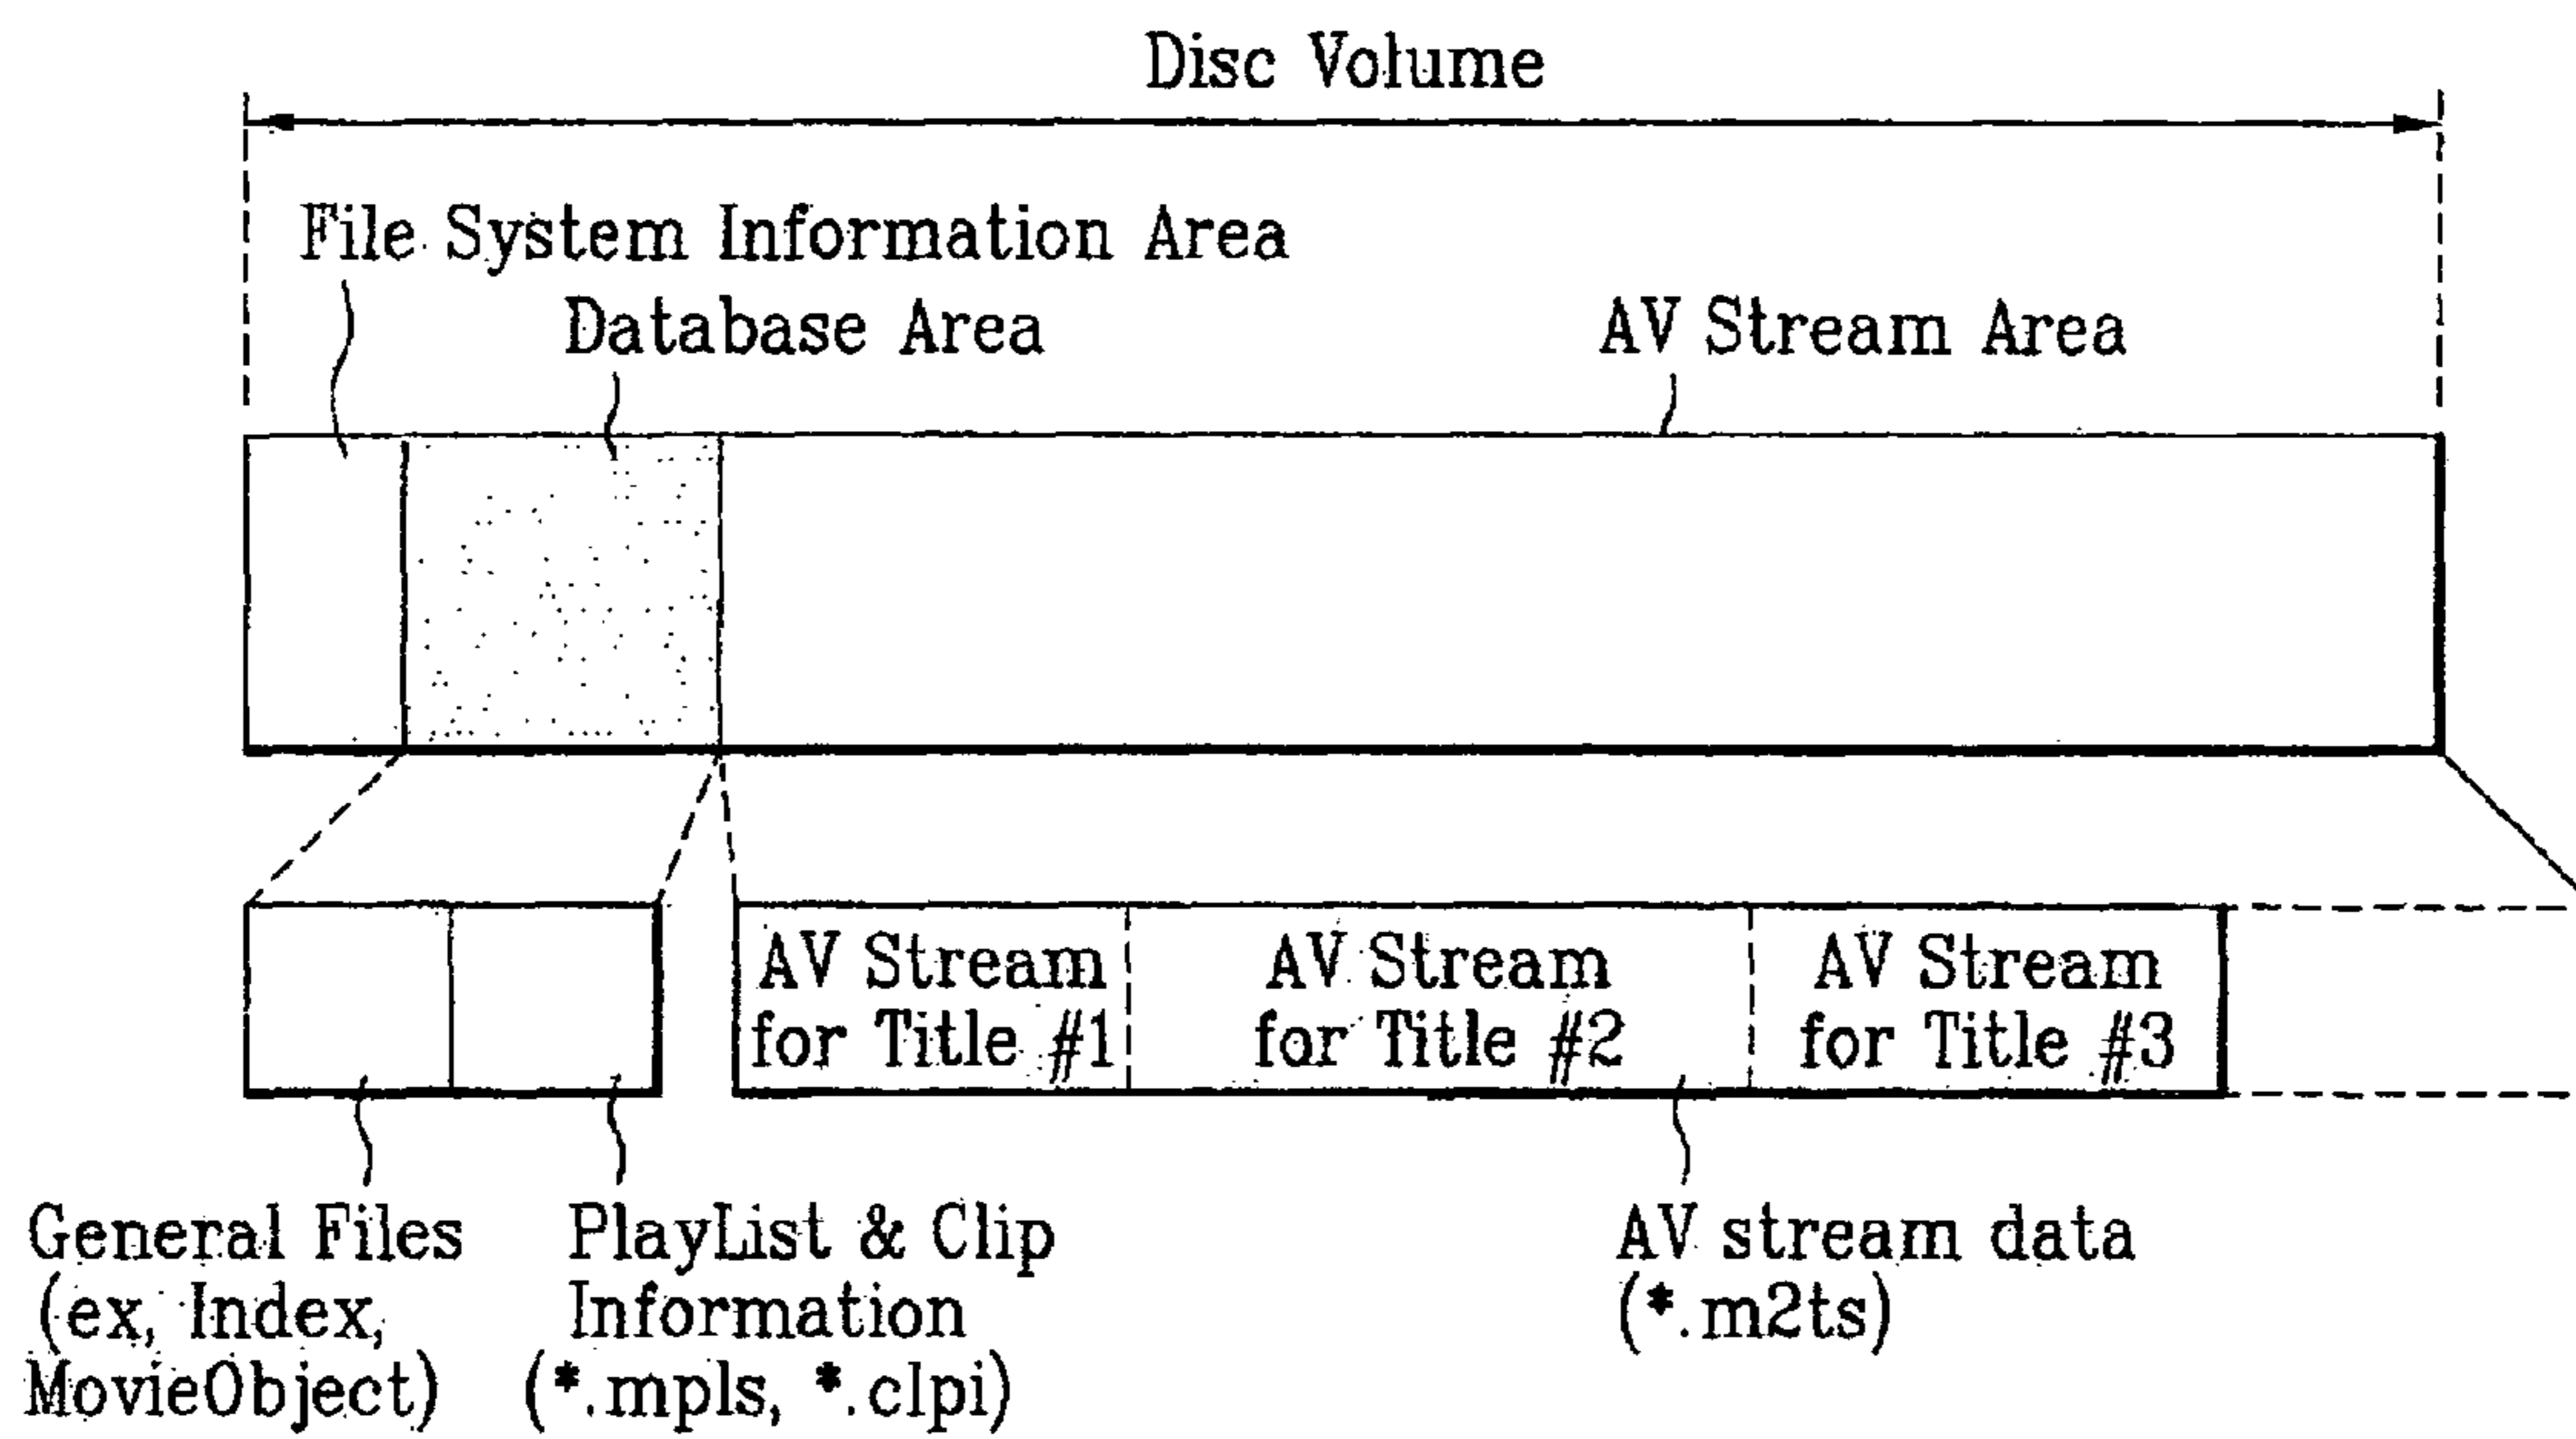 Disc Volume
File System Information Area
Database Area
AV Stream Area
AV Stream
for Title #1
AV Stream
for Title #2
AV Stream
for Title #3
General Files
(ex, Index,
MovieObject)
PlayList & Clip
Information
(*.mpls, *.clpi)
AV stream data
(*.m2ts)